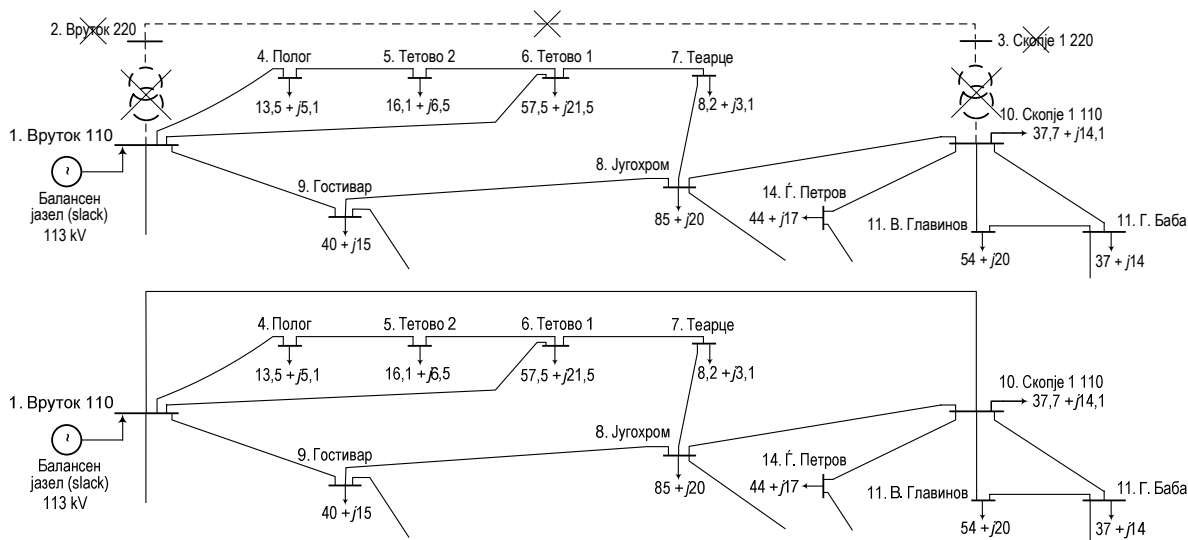 2. Вруток 220
3. Скопје 1 220
4. Полог
5. Тетово 2
6. Тетово 1
7. Теарце
13,5 + j5,1
16,1 + j6,5
57,5 + j21,5
8,2 + j3,1
10. Скопје 1 110
37,7 + j14,1
1. Вруток 110
~
Балансен
јазел (slack)
113 kV
9. Гостивар
8. Југохром
14. Ѓ. Петров
40 + j15
85 + j20
44 + j17
11. В. Главинов
11. Г. Баба
54 + j20
37 + j14
4. Полог
5. Тетово 2
6. Тетово 1
7. Теарце
13,5 + j5,1
16,1 + j6,5
57,5 + j21,5
8,2 + j3,1
10. Скопје 1 110
37,7 + j14,1
1. Вруток 110
~
Балансен
јазел (slack)
113 kV
9. Гостивар
8. Југохром
14. Ѓ. Петров
40 + j15
85 + j20
44 + j17
11. В. Главинов
11. Г. Баба
54 + j20
37 + j14